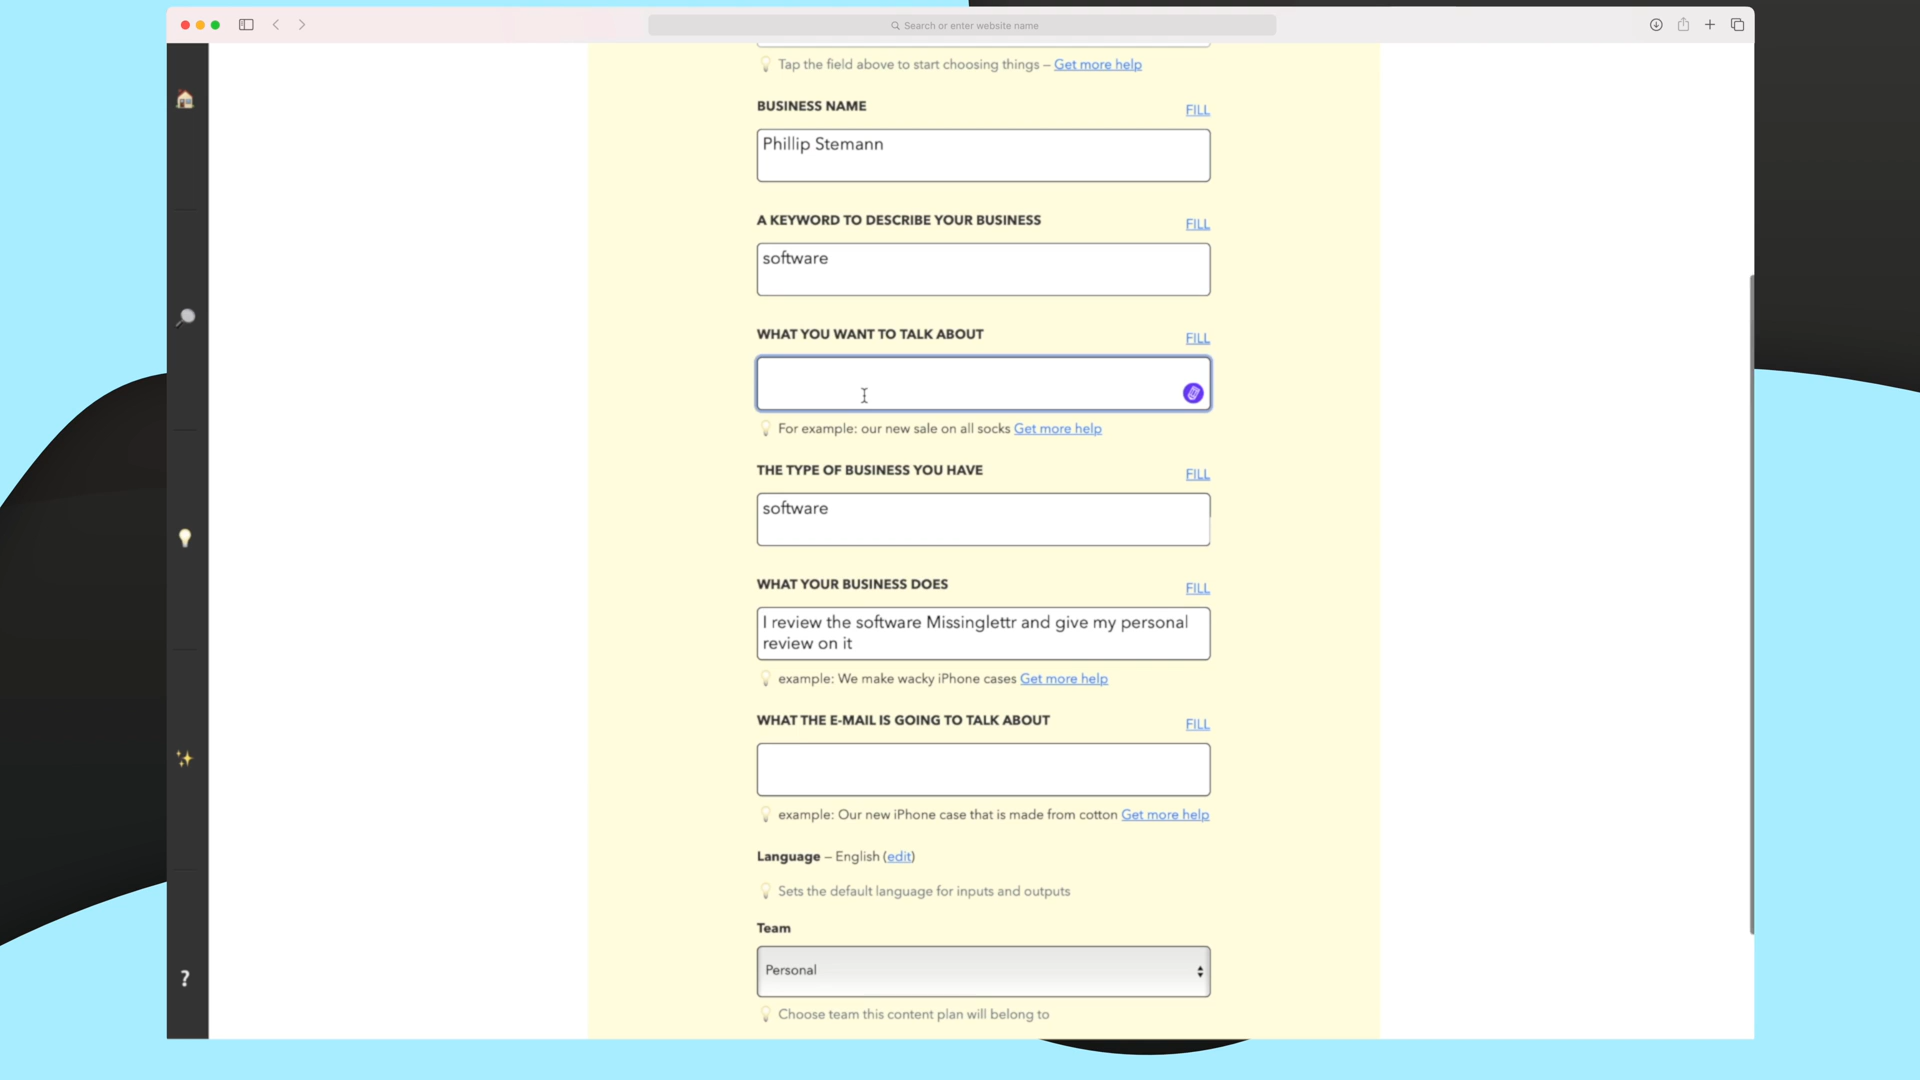 Search or enter website name
Tap the field above to start choosing things – Get more help
BUSINESS NAME
FILL
Phillip Stemann
A KEYWORD TO DESCRIBE YOUR BUSINESS
FILL
software
WHAT YOU WANT TO TALK ABOUT
FILL
For example: our new sale on all socks Get more help
THE TYPE OF BUSINESS YOU HAVE
FILL
software
WHAT YOUR BUSINESS DOES
FILL
I review the software Missinglettr and give my personal
review on it
example: We make wacky iPhone cases Get more help
WHAT THE E-MAIL IS GOING TO TALK ABOUT
FILL
example: Our new iPhone case that is made from cotton Get more help
Language – English (edit)
Sets the default language for inputs and outputs
Team
Personal
?
Choose team this content plan will belong to